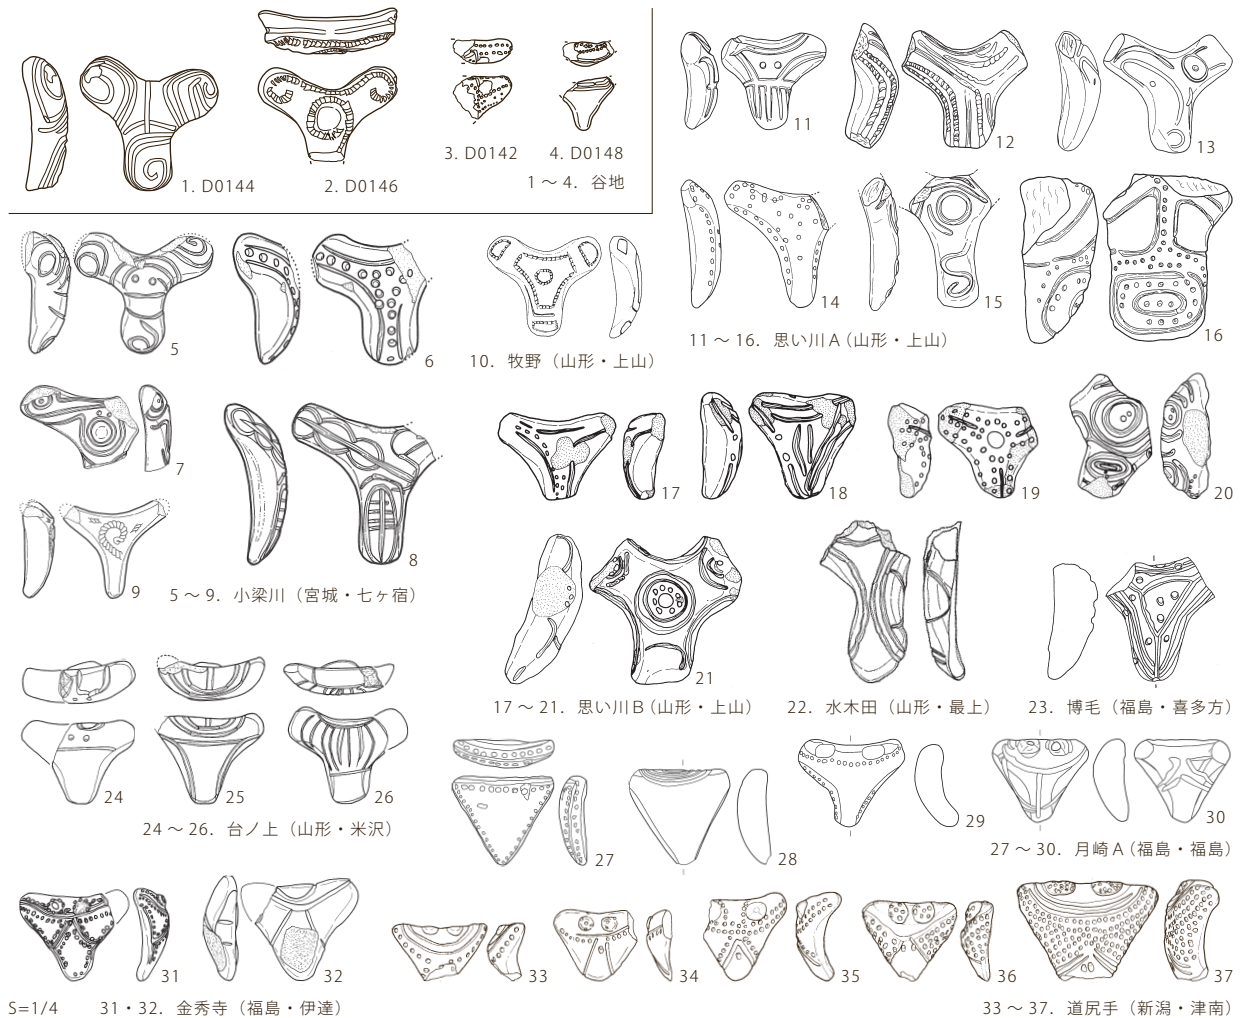 1. D0144
2. D0146
3. D0142
4. D0148
1 ～ 4．谷地
5
6
7
8
9
5 ～ 9．小梁川（宮城・七ヶ宿）
10．牧野（山形・上山）
11
12
13
14
15
16
11 ～ 16．思い川 A（山形・上山）
17
18
19
20
21
17 ～ 21．思い川 B（山形・上山）
22．水木田（山形・最上）
23．博毛（福島・喜多方）
24
25
26
24 ～ 26．台ノ上（山形・米沢）
27
28
29
30
27 ～ 30．月崎 A（福島・福島）
31
32
33
34
35
36
37
S=1/4
31・32．金秀寺（福島・伊達）
33 ～ 37．道尻手（新潟・津南）